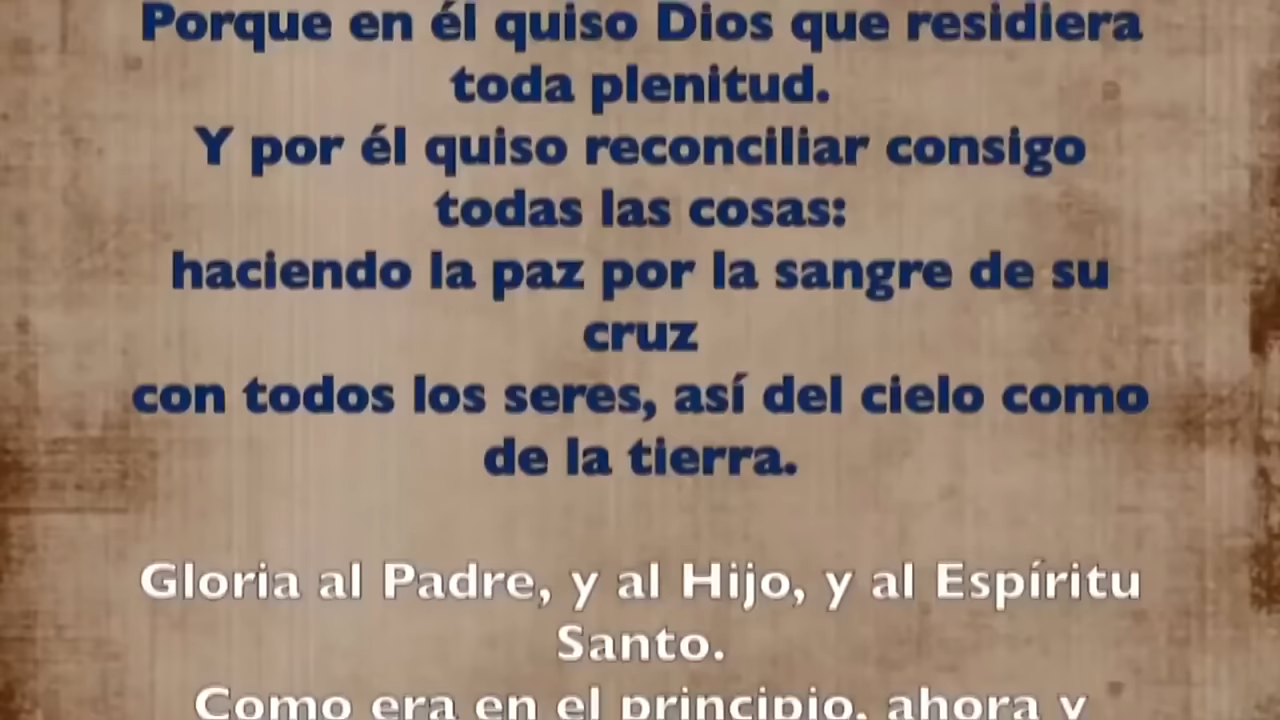 Porque en él quiso Dios que residiera
toda plenitud.
Y por él quiso reconciliar consigo
todas las cosas:
haciendo la paz por la sangre de su
cruz
con todos los seres, así del cielo como
de la tierra.
Gloria al Padre, y al Hijo, y al Espíritu
Santo.
Como era en el principio, ahora y